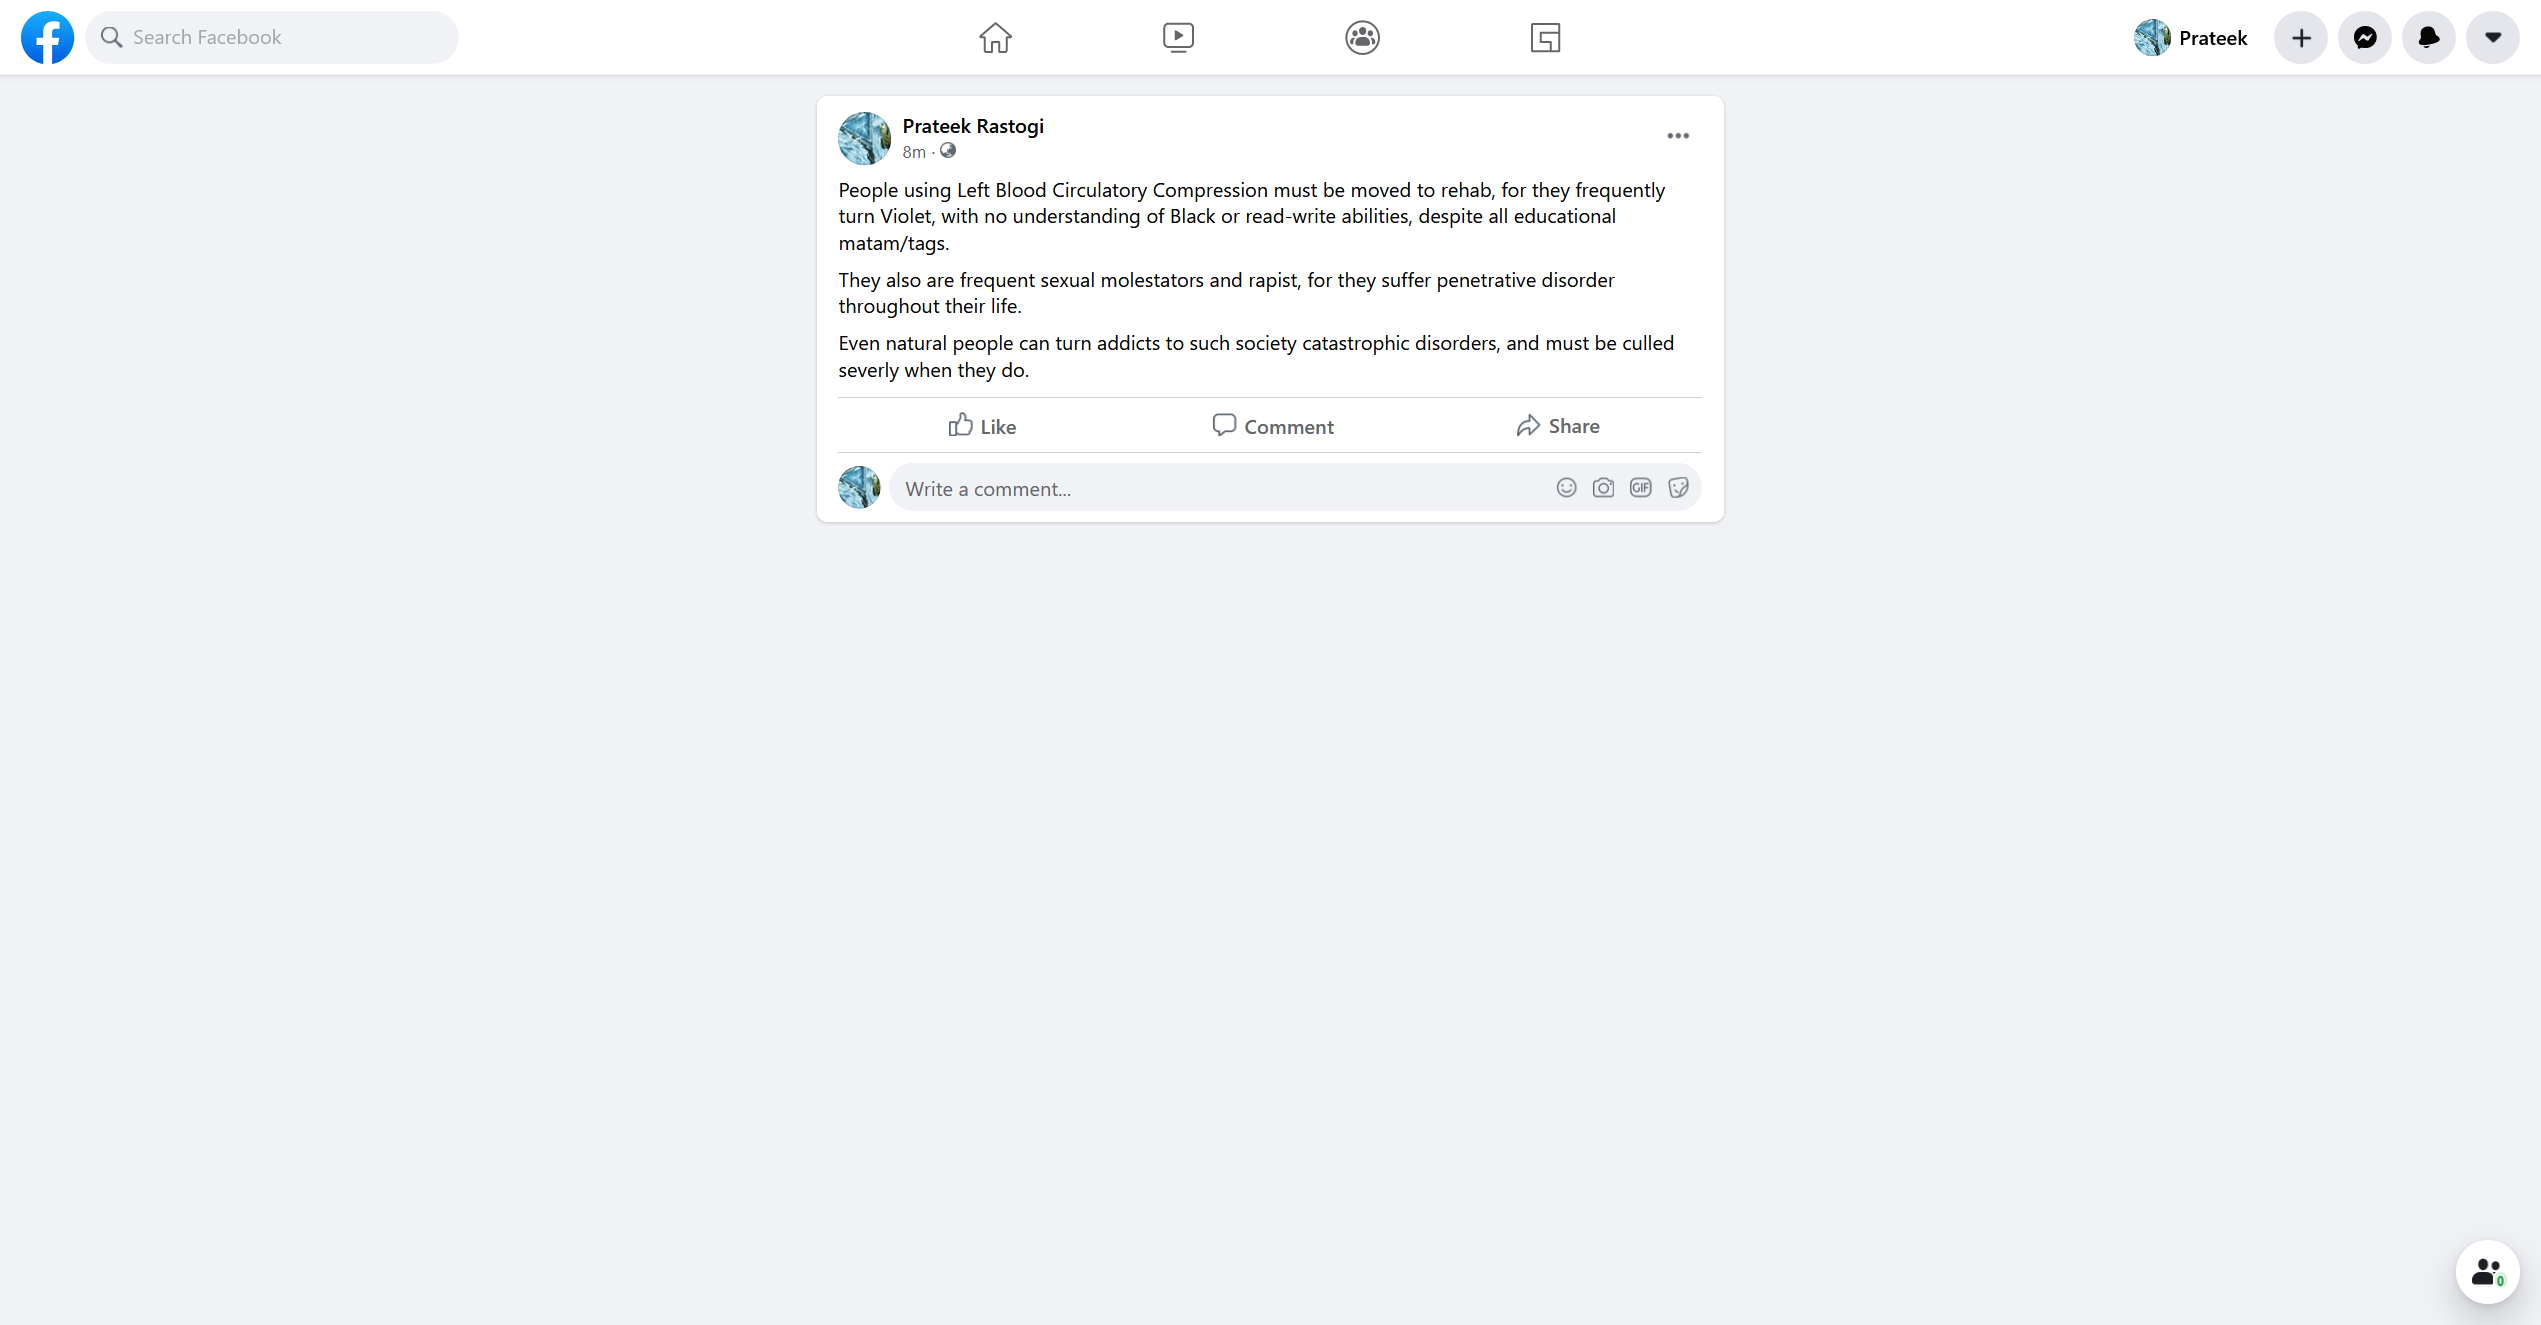 Search Facebook
Prateek
Prateek Rastogi
8m ·
People using Left Blood Circulatory Compression must be moved to rehab, for they frequently
turn Violet, with no understanding of Black or read-write abilities, despite all educational
matam/tags.
They also are frequent sexual molestators and rapist, for they suffer penetrative disorder
throughout their life.
Even natural people can turn addicts to such society catastrophic disorders, and must be culled
severly when they do.
Like
Comment
Share
Write a comment...
GIF
0